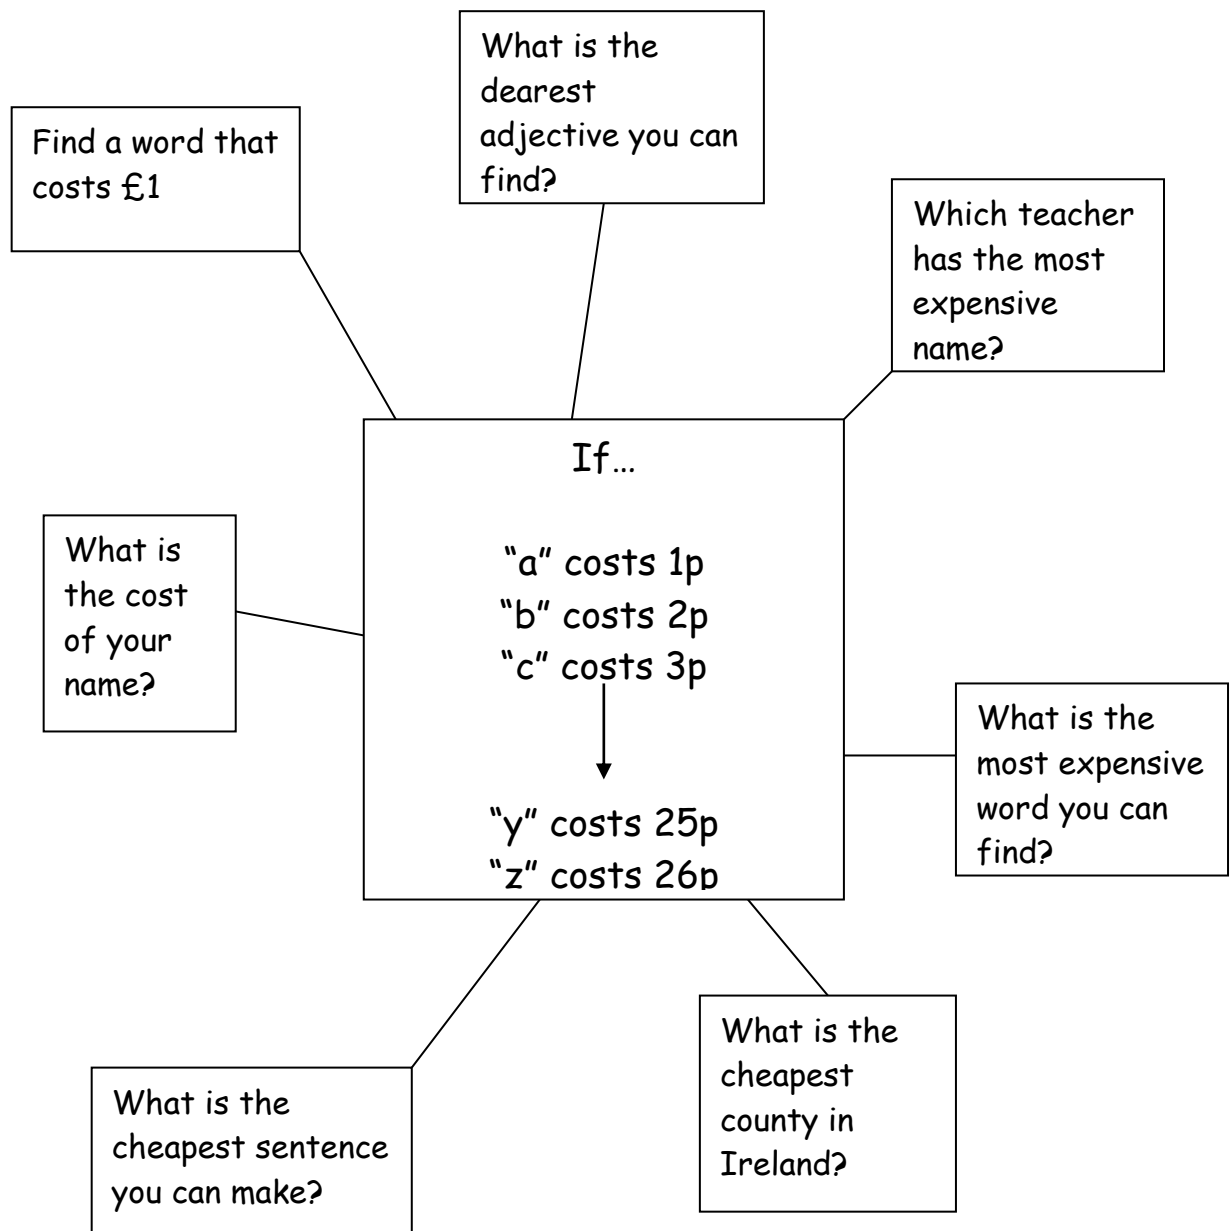 What is the
dearest
adjective you can
find?
Find a word that
costs £1
Which teacher
has the most
expensive
name?
If…
“a” costs 1p
“b” costs 2p
“c” costs 3p
“y” costs 25p
“z” costs 26p
What is
the cost
of your
name?
What is the
most expensive
word you can
find?
What is the
cheapest
county in
Ireland?
What is the
cheapest sentence
you can make?